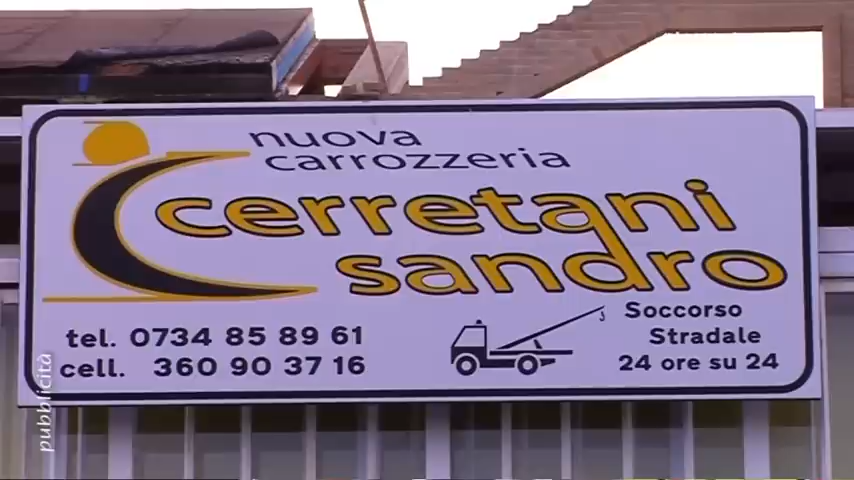 nuova
carrozzeria
cerretani
sandro
tel. 0734 85 89 61
cell. 360 90 37 16
Soccorso
Stradale
24 ore su 24
pubblicità